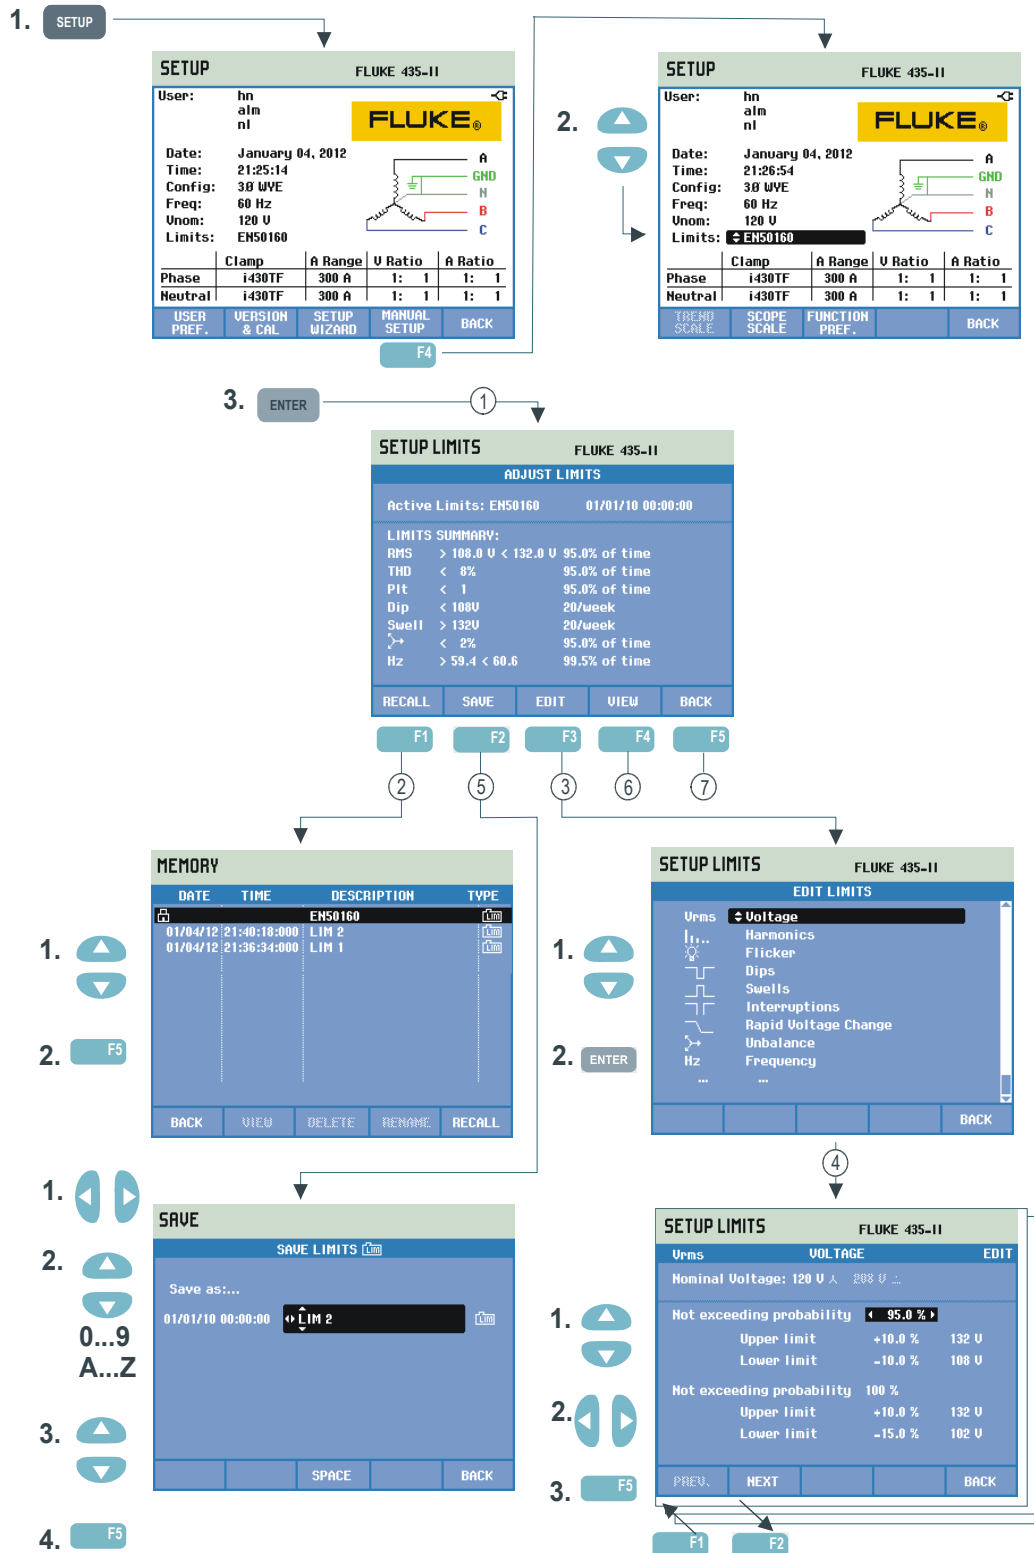 1. SETUP
SETUP FLUKE 435-II
User: hn
alm
nl
FLUKE®
Date: January 04, 2012
Time: 21:25:14
Config: 3Ø WYE
Freq: 60 Hz
Vnom: 120 V
Limits: EN50160
A
GND
N
B
C
Clamp A Range V Ratio A Ratio
Phase i430TF 300 A 1: 1 1: 1
Neutral i430TF 300 A 1: 1 1: 1
USER PREF. VERSION & CAL SETUP WIZARD MANUAL SETUP BACK
F4
2.
SETUP FLUKE 435-II
User: hn
alm
nl
FLUKE®
Date: January 04, 2012
Time: 21:26:54
Config: 3Ø WYE
Freq: 60 Hz
Vnom: 120 V
Limits: EN50160
A
GND
N
B
C
Clamp A Range V Ratio A Ratio
Phase i430TF 300 A 1: 1 1: 1
Neutral i430TF 300 A 1: 1 1: 1
TREND SCALE SCOPE SCALE FUNCTION PREF. BACK
3. ENTER 1
SETUP LIMITS FLUKE 435-II
ADJUST LIMITS
Active Limits: EN50160 01/01/10 00:00:00
LIMITS SUMMARY:
RMS > 108.0 V < 132.0 V 95.0% of time
THD < 8% 95.0% of time
Plt < 1 95.0% of time
Dip < 108V 20/week
Swell > 132V 20/week
< 2% 95.0% of time
Hz > 59.4 < 60.6 99.5% of time
RECALL SAVE EDIT VIEW BACK
F1 F2 F3 F4 F5
2 5 3 6 7
MEMORY
DATE TIME DESCRIPTION TYPE
EN50160 Lim
01/04/12 21:40:18:000 LIM 2 Lim
01/04/12 21:36:34:000 LIM 1 Lim
BACK VIEW DELETE RENAME RECALL
1.
2. F5
SETUP LIMITS FLUKE 435-II
EDIT LIMITS
Vrms Voltage
Harmonics
Flicker
Dips
Swells
Interruptions
Rapid Voltage Change
Unbalance
Hz Frequency
... ...
BACK
1.
2. ENTER
4
1.
2.
0...9
A...Z
3.
4. F5
SAVE
SAVE LIMITS Lim
Save as:...
01/01/10 00:00:00 LIM 2 Lim
SPACE BACK
SETUP LIMITS FLUKE 435-II
Vrms VOLTAGE EDIT
Nominal Voltage: 120 V 208 V
Not exceeding probability 95.0 %
Upper limit +10.0 % 132 V
Lower limit -10.0 % 108 V
Not exceeding probability 100 %
Upper limit +10.0 % 132 V
Lower limit -15.0 % 102 V
PREV. NEXT BACK
1.
2.
3. F5
F1 F2